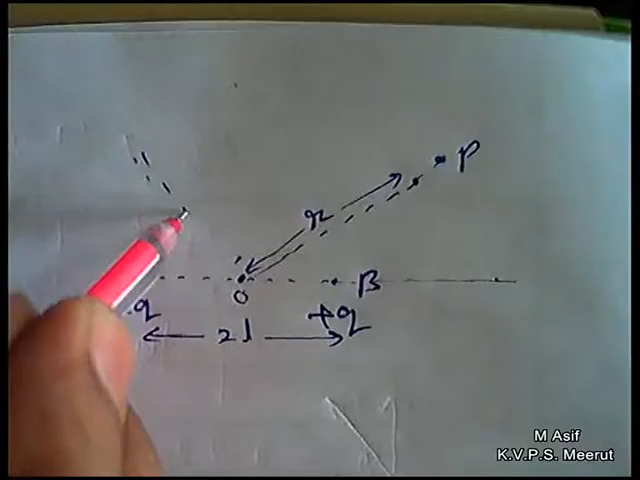 r P
O β
-q +q
2l
M Asif
K.V.P.S. Meerut